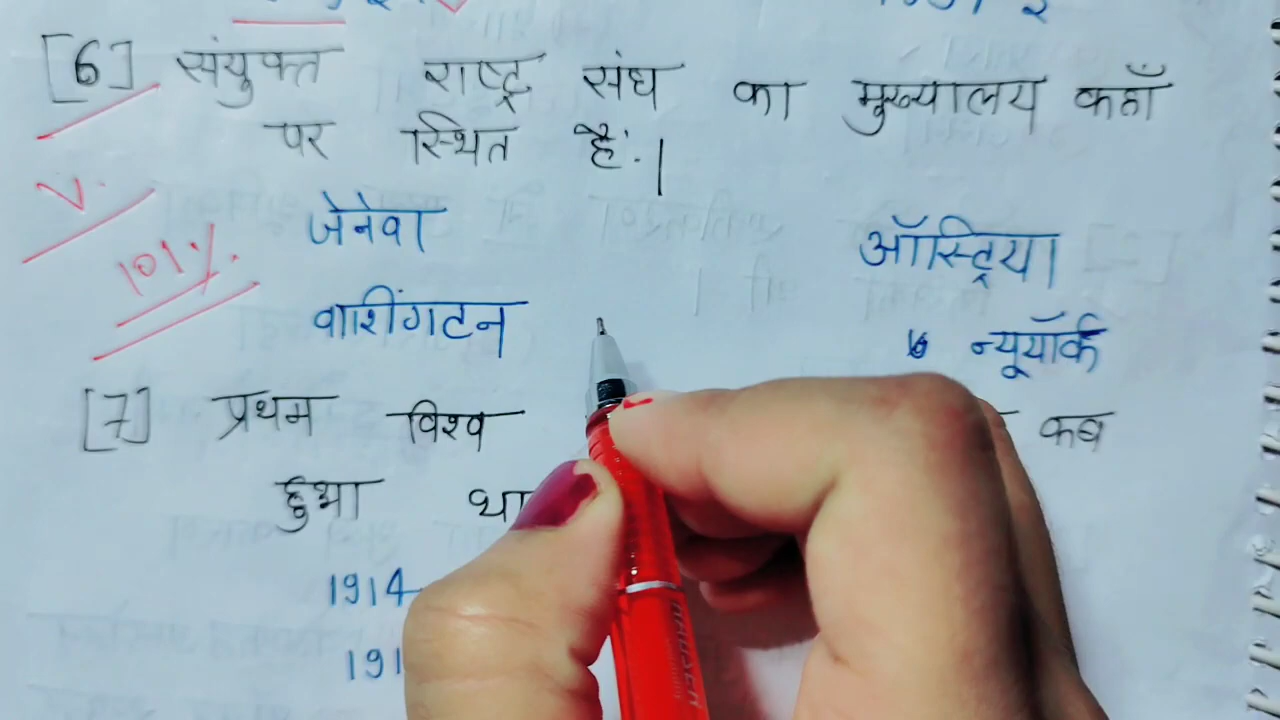 [6] संयुक्त राष्ट्र संघ का मुख्यालय कहाँ
पर स्थित है:।
V.
101%.
जेनेवा ऑस्ट्रिया
वाशींगटन न्यूयॉर्क
[7] प्रथम विश्व कब
हुआ था
1914
191